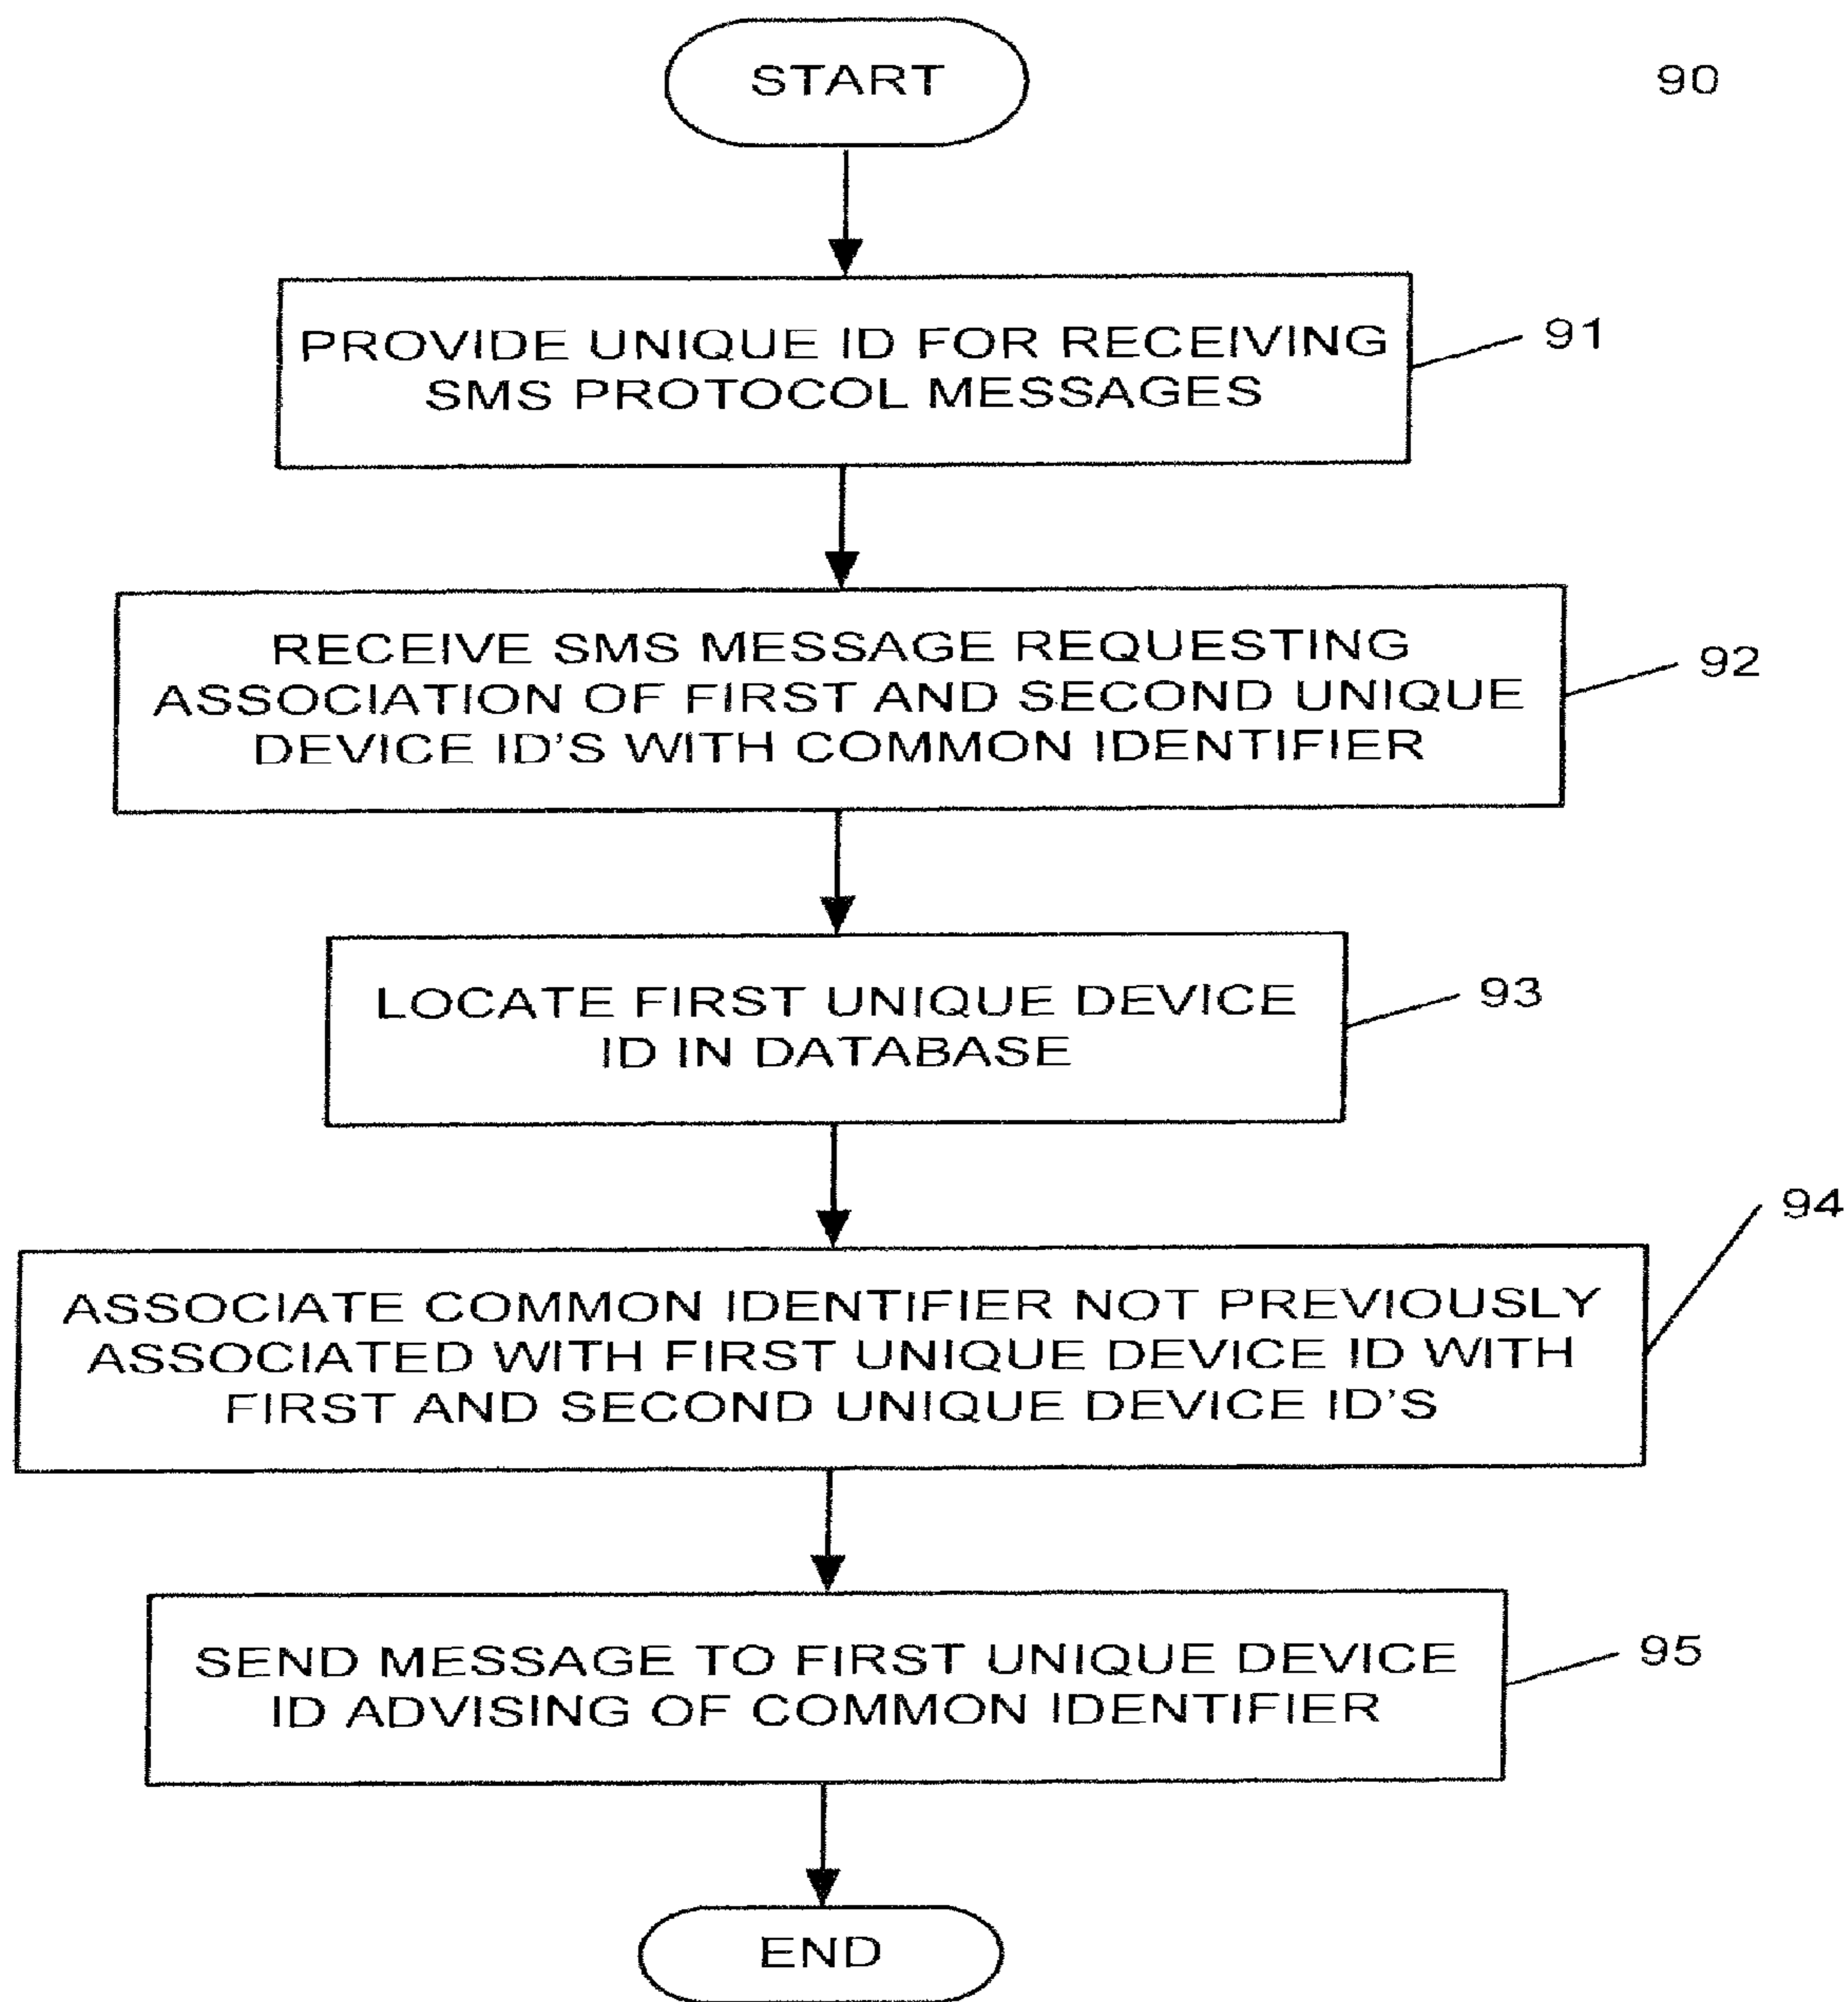 START
90
PROVIDE UNIQUE ID FOR RECEIVING
SMS PROTOCOL MESSAGES
91
RECEIVE SMS MESSAGE REQUESTING
ASSOCIATION OF FIRST AND SECOND UNIQUE
DEVICE ID'S WITH COMMON IDENTIFIER
92
LOCATE FIRST UNIQUE DEVICE
ID IN DATABASE
93
ASSOCIATE COMMON IDENTIFIER NOT PREVIOUSLY
ASSOCIATED WITH FIRST UNIQUE DEVICE ID WITH
FIRST AND SECOND UNIQUE DEVICE ID'S
94
SEND MESSAGE TO FIRST UNIQUE DEVICE
ID ADVISING OF COMMON IDENTIFIER
95
END